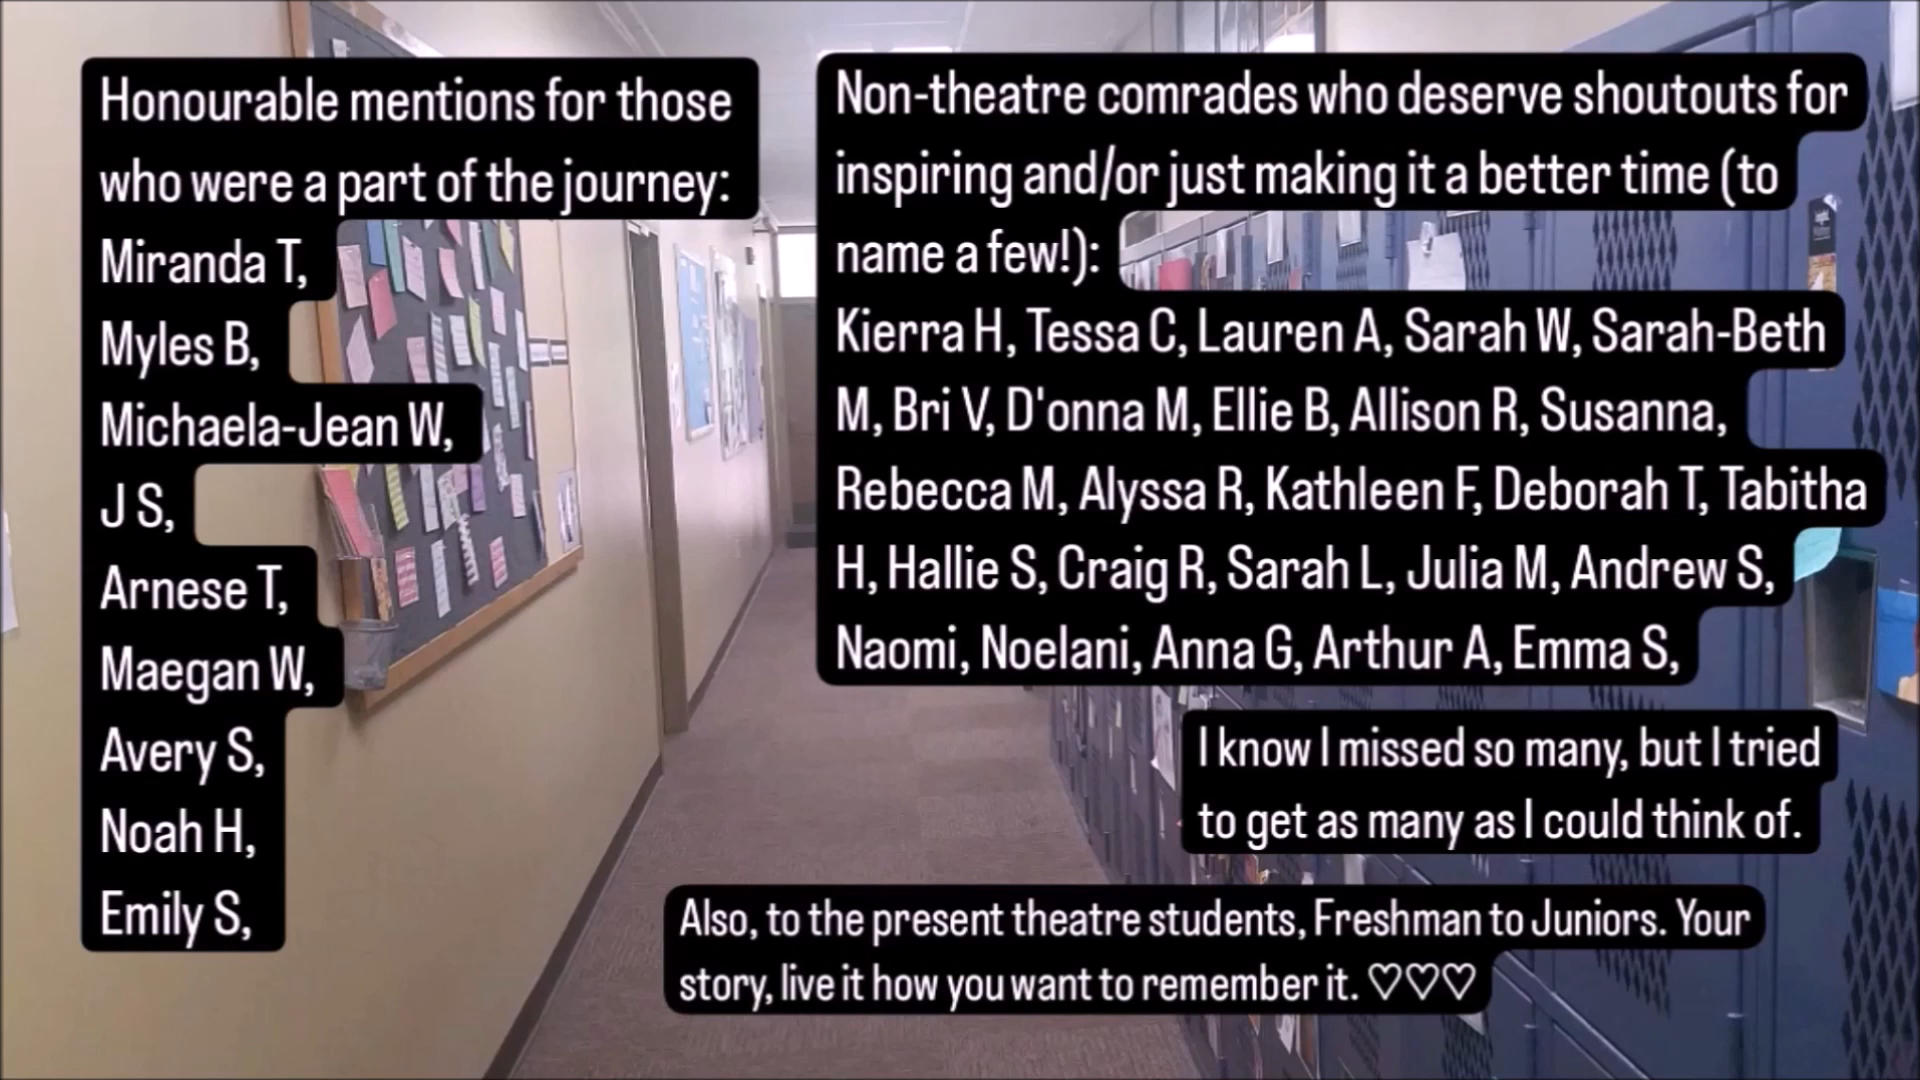 Honourable mentions for those
who were a part of the journey:
Miranda T,
Myles B,
Michaela-Jean W,
J S,
Arnese T,
Maegan W,
Avery S,
Noah H,
Emily S,
Non-theatre comrades who deserve shoutouts for
inspiring and/or just making it a better time (to
name a few!):
Kierra H, Tessa C, Lauren A, Sarah W, Sarah-Beth
M, Bri V, D'onna M, Ellie B, Allison R, Susanna,
Rebecca M, Alyssa R, Kathleen F, Deborah T, Tabitha
H, Hallie S, Craig R, Sarah L, Julia M, Andrew S,
Naomi, Noelani, Anna G, Arthur A, Emma S,
I know I missed so many, but I tried
to get as many as I could think of.
Also, to the present theatre students, Freshman to Juniors. Your
story, live it how you want to remember it. ♡♡♡